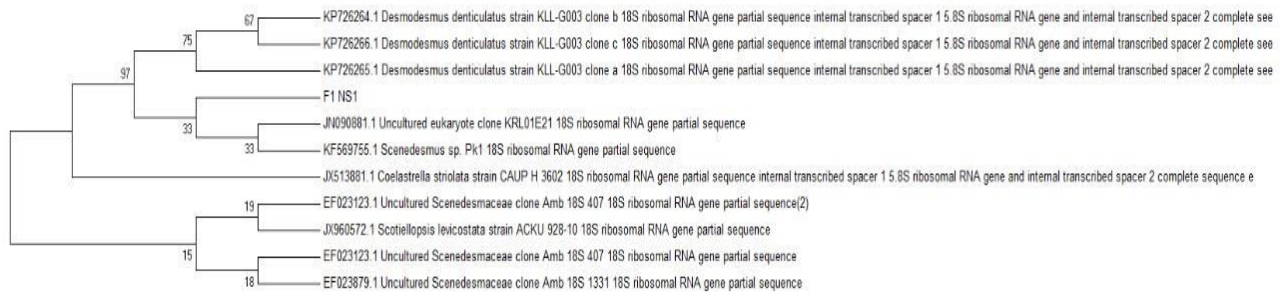 67
KP726264.1 Desmodesmus denticulatus strain KLL-G003 clone b 18S ribosomal RNA gene partial sequence internal transcribed spacer 1 5.8S ribosomal RNA gene and internal transcribed spacer 2 complete see
75
KP726266.1 Desmodesmus denticulatus strain KLL-G003 clone c 18S ribosomal RNA gene partial sequence internal transcribed spacer 1 5.8S ribosomal RNA gene and internal transcribed spacer 2 complete see
97
KP726265.1 Desmodesmus denticulatus strain KLL-G003 clone a 18S ribosomal RNA gene partial sequence internal transcribed spacer 1 5.8S ribosomal RNA gene and internal transcribed spacer 2 complete see
F1 NS1
33
JN090881.1 Uncultured eukaryote clone KRL01E21 18S ribosomal RNA gene partial sequence
33
KF569755.1 Scenedesmus sp. Pk1 18S ribosomal RNA gene partial sequence
JX513881.1 Coelastrella striolata strain CAUP H 3602 18S ribosomal RNA gene partial sequence internal transcribed spacer 1 5.8S ribosomal RNA gene and internal transcribed spacer 2 complete sequence e
19
EF023123.1 Uncultured Scenedesmaceae clone Amb 18S 407 18S ribosomal RNA gene partial sequence(2)
JX960572.1 Scotiellopsis levicostata strain ACKU 928-10 18S ribosomal RNA gene partial sequence
15
EF023123.1 Uncultured Scenedesmaceae clone Amb 18S 407 18S ribosomal RNA gene partial sequence
18
EF023879.1 Uncultured Scenedesmaceae clone Amb 18S 1331 18S ribosomal RNA gene partial sequence